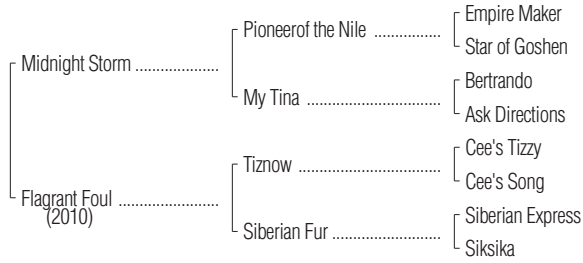 Empire Maker
Pioneerof the Nile ................
Star of Goshen
Midnight Storm .....................
Bertrando
My Tina ................................
Ask Directions
Cee's Tizzy
Tiznow ..................................
Cee's Song
Flagrant Foul .........................
(2010)
Siberian Express
Siberian Fur ...........................
Siksika